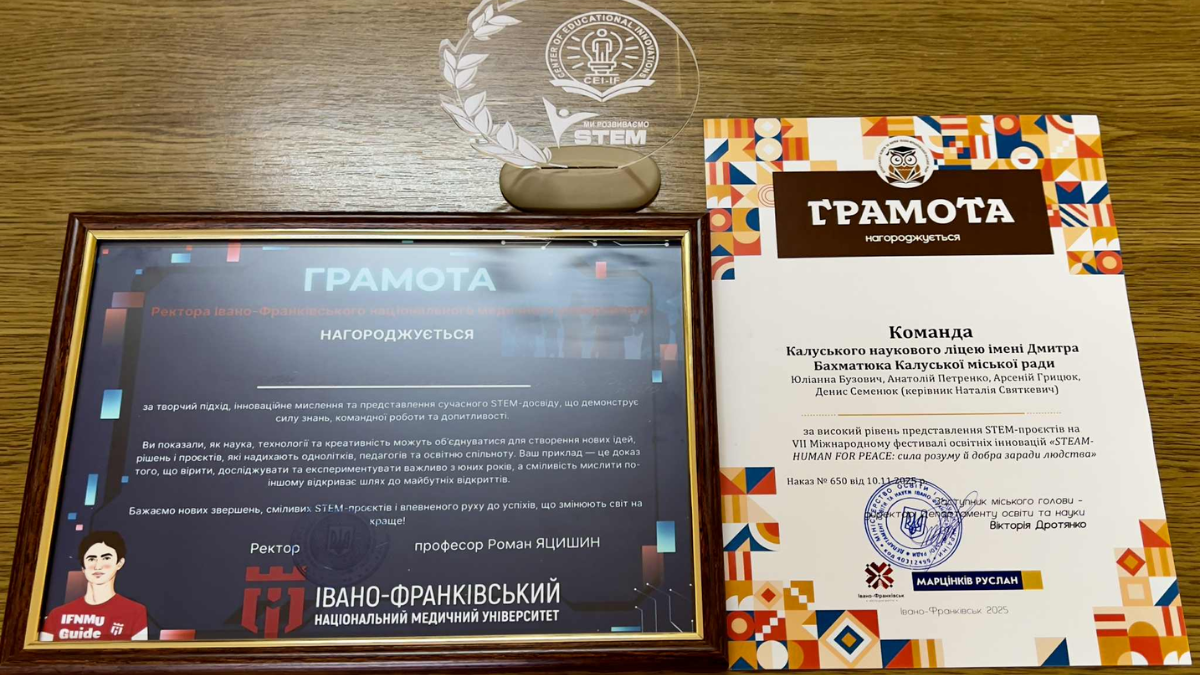 CENTER OF EDUCATIONAL INNOVATIONS
CEI-IF
МИ РОЗВИВАЄМО
STEM
ГРАМОТА
Ректора Івано-Франківського національного
НАГОРОДЖУЄТЬСЯ
за творчий підхід, інноваційне мислення та представлення сучасного STEM-досвіду, що демонструє
силу знань, командної роботи та допитливості.
Ви показали, як наука, технології та креативність можуть об'єднуватися для створення нових ідей,
рішень і проєктів, які надихають однолітків, педагогів та освітню спільноту. Ваш приклад — це доказ
того, що вірити, досліджувати та експериментувати важливо з юних років, а сміливість мислити по-
іншому відкриває шлях до майбутніх відкриттів.
Бажаємо нових звершень, сміливих STEM-проєктів і впевненого руху до успіхів, що змінюють світ на
краще!
Ректор професор Роман ЯЦИШИН
ІВАНО-ФРАНКІВСЬКИЙ
НАЦІОНАЛЬНИЙ МЕДИЧНИЙ УНІВЕРСИТЕТ
IFNMU
Guide
ГРАМОТА
нагороджується
Команда
Калуського наукового ліцею імені Дмитра
Бахматюка Калуської міської ради
Юліанна Бузович, Анатолій Петренко, Арсеній Грицюк,
Денис Семенюк (керівник Наталія Святкевич)
за високий рівень представлення STEM-проєктів на
VII Міжнародному фестивалі освітніх інновацій «STEAM-
HUMAN FOR PEACE: сила розуму й добра заради людства»
Наказ № 650 від 10.11.2025 р.
Заступник міського голови -
директор Департаменту освіти та науки
Вікторія Дротянко
Івано-Франківськ
МАРЦІНКІВ РУСЛАН
Івано-Франківськ 2025